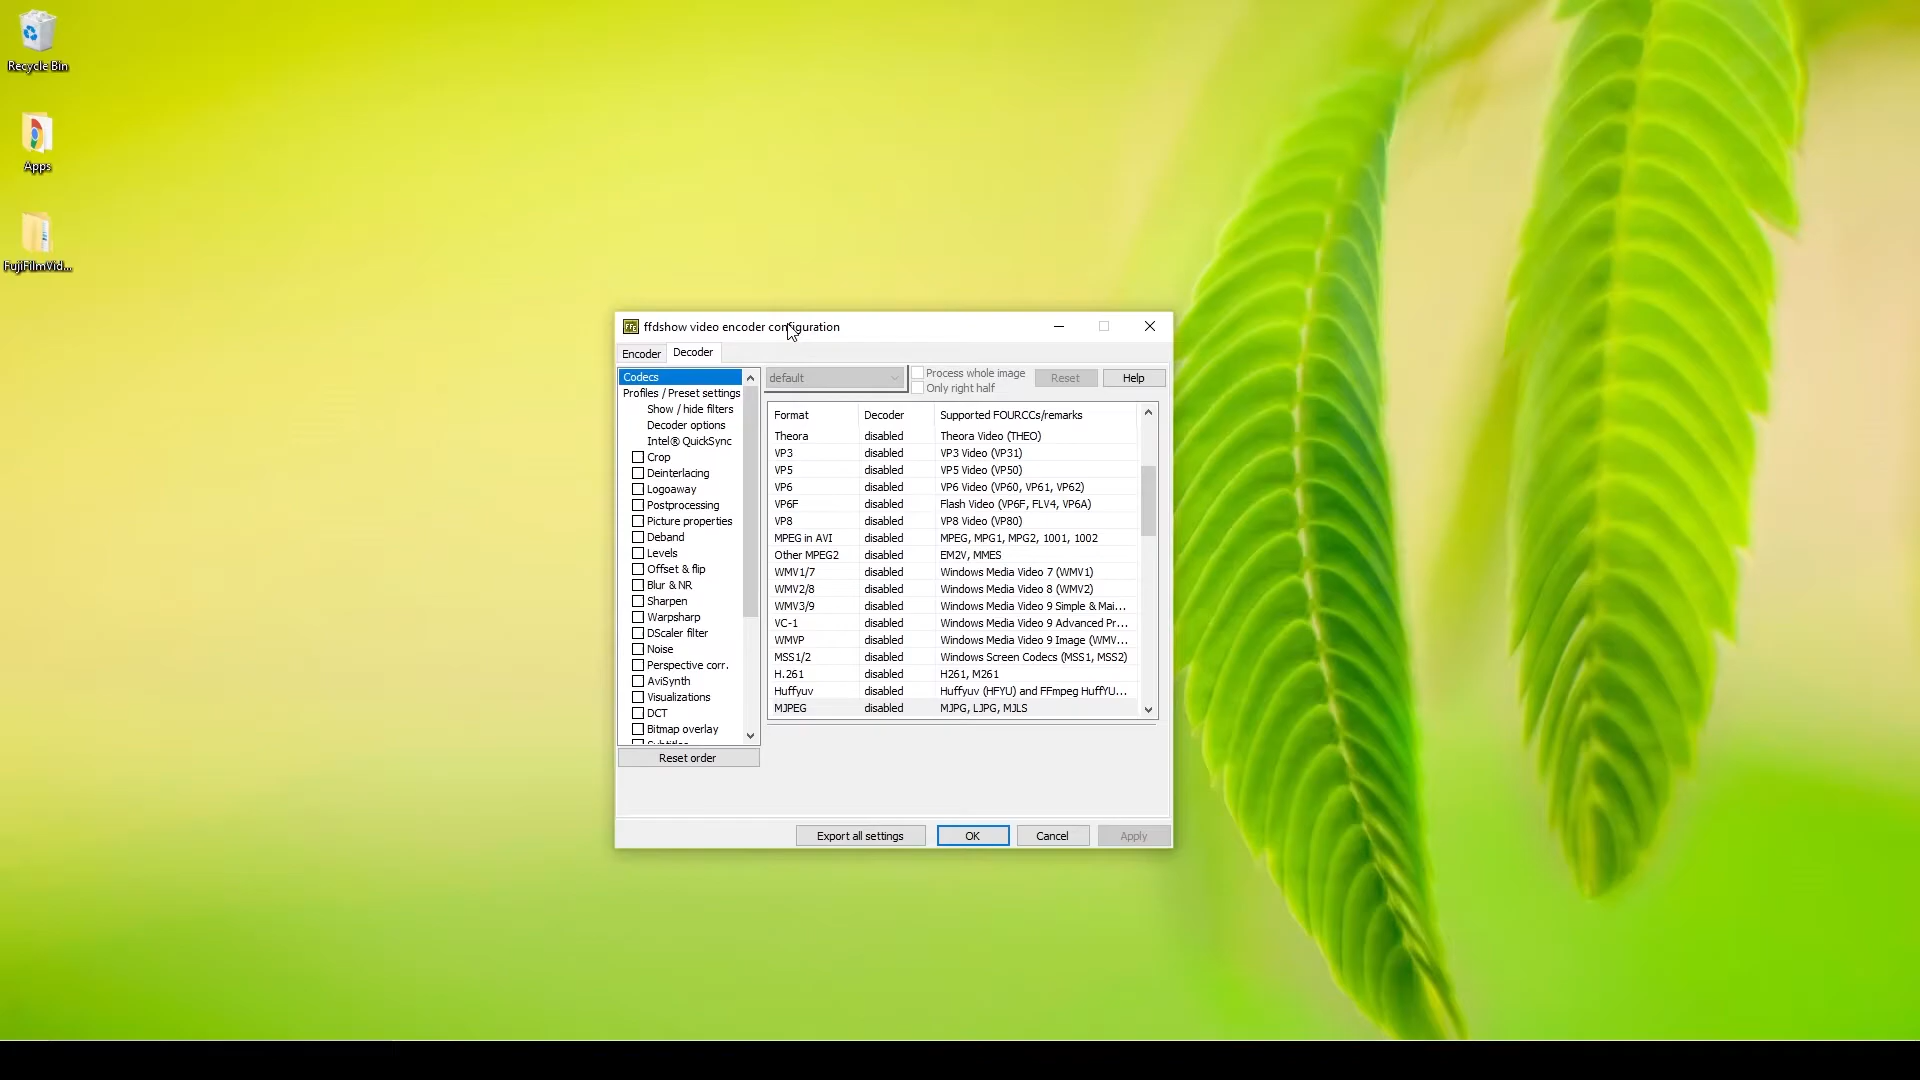 Recycle Bin
Apps
FujiFilmVid...
ffdshow video encoder configuration
Encoder
Decoder
Codecs
Profiles / Preset settings
Show / hide filters
Decoder options
Intel® QuickSync
Crop
Deinterlacing
Logoaway
Postprocessing
Picture properties
Deband
Levels
Offset & flip
Blur & NR
Sharpen
Warpsharp
DScaler filter
Noise
Perspective corr.
AviSynth
Visualizations
DCT
Bitmap overlay
Reset order
default
Process whole image
Only right half
Reset
Help
Format Decoder Supported FOURCCs/remarks
Theora disabled Theora Video (THEO)
VP3 disabled VP3 Video (VP31)
VP5 disabled VP5 Video (VP50)
VP6 disabled VP6 Video (VP60, VP61, VP62)
VP6F disabled Flash Video (VP6F, FLV4, VP6A)
VP8 disabled VP8 Video (VP80)
MPEG in AVI disabled MPEG, MPG1, MPG2, 1001, 1002
Other MPEG2 disabled EM2V, MMES
WMV1/7 disabled Windows Media Video 7 (WMV1)
WMV2/8 disabled Windows Media Video 8 (WMV2)
WMV3/9 disabled Windows Media Video 9 Simple & Mai...
VC-1 disabled Windows Media Video 9 Advanced Pr...
WMVP disabled Windows Media Video 9 Image (WMV...
MSS1/2 disabled Windows Screen Codecs (MSS1, MSS2)
H.261 disabled H261, M261
Huffyuv disabled Huffyuv (HFYU) and FFmpeg HuffYU...
MJPEG disabled MJPG, LJPG, MJLS
Export all settings
OK
Cancel
Apply